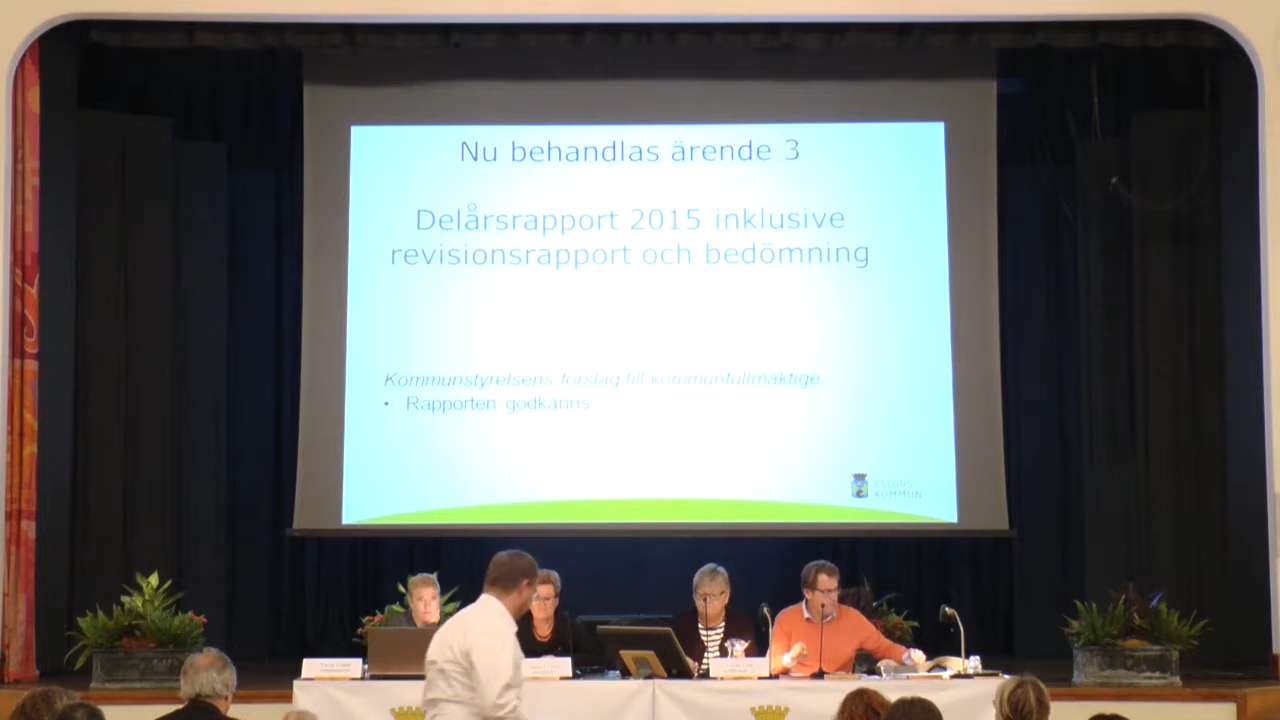 Nu behandlas ärende 3
Delårsrapport 2015 inklusive
revisionsrapport och bedömning
Kommunstyrelsens förslag till kommunfullmäktige
• Rapporten godkänns
ESLÖVS
KOMMUN